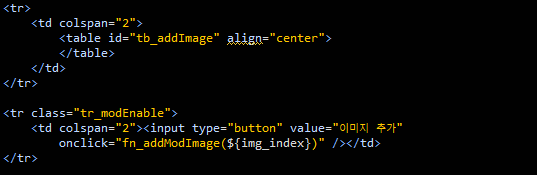 <tr>
<td colspan="2">
<table id="tb_addImage" align="center">
</table>
</td>
</tr>
<tr class="tr_modEnable">
<td colspan="2"><input type="button" value="이미지 추가"
onclick="fn_addModImage(${img_index})" /></td>
</tr>